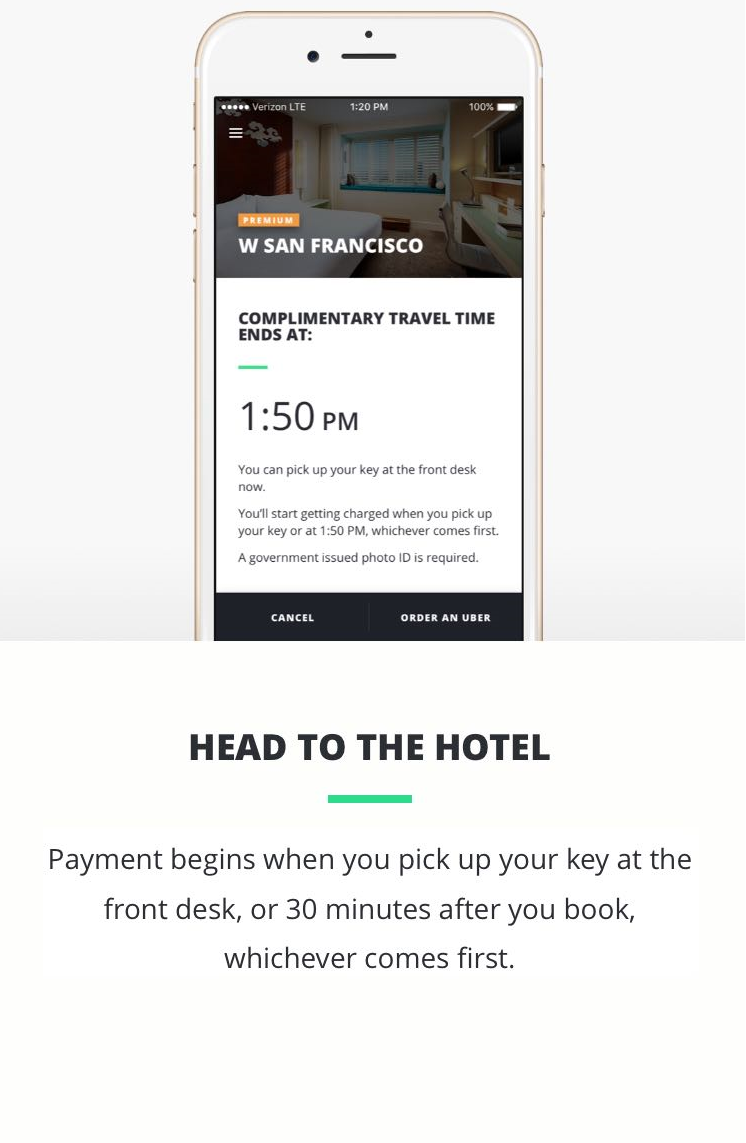 Verizon LTE 1:20 PM 100%
PREMIUM
W SAN FRANCISCO
COMPLIMENTARY TRAVEL TIME
ENDS AT:
1:50 PM
You can pick up your key at the front desk
now.
You'll start getting charged when you pick up
your key or at 1:50 PM, whichever comes first.
A government issued photo ID is required.
CANCEL ORDER AN UBER
HEAD TO THE HOTEL
Payment begins when you pick up your key at the
front desk, or 30 minutes after you book,
whichever comes first.